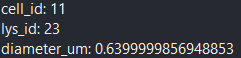 cell_id: 11
lys_id: 23
diameter_um: 0.6399999856948853